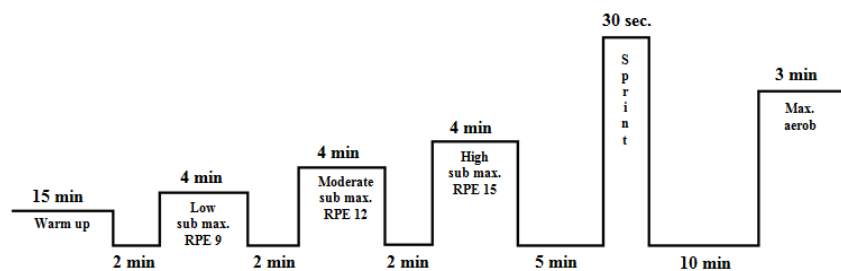 15 min
Warm up
2 min
4 min
Low
sub max.
RPE 9
2 min
4 min
Moderate
sub max.
RPE 12
2 min
4 min
High
sub max.
RPE 15
5 min
30 sec.
S
p
r
i
n
t
10 min
3 min
Max.
aerob